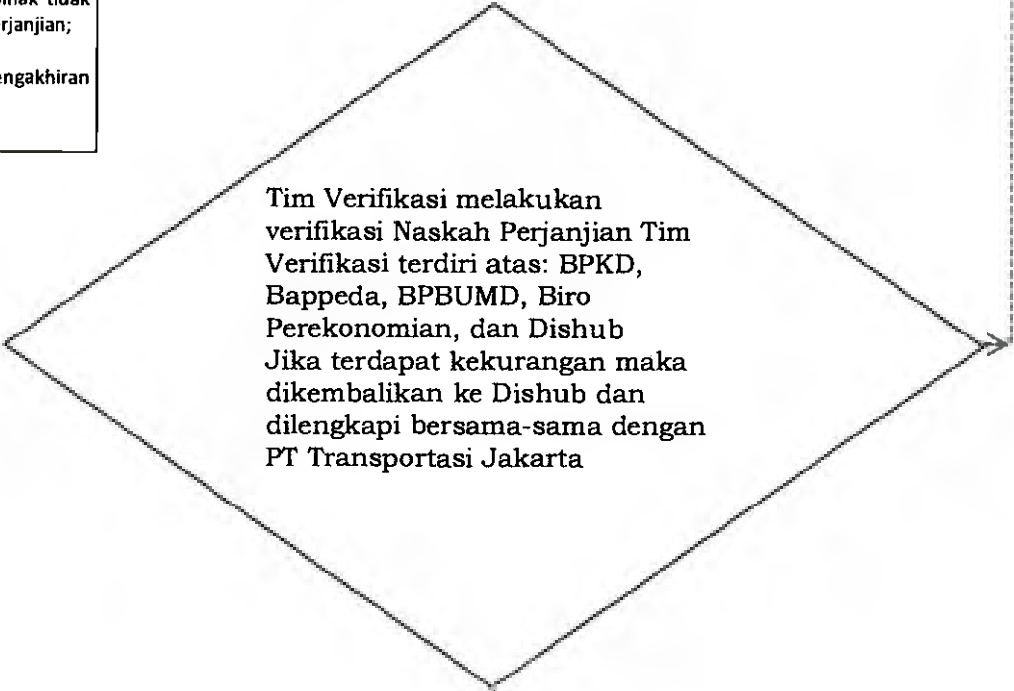 tidak
rjanjian;
engakhiran
Tim Verifikasi melakukan
verifikasi Naskah Perjanjian Tim
Verifikasi terdiri atas: BPKD,
Bappeda, BPBUMD, Biro
Perekonomian, dan Dishub
Jika terdapat kekurangan maka
dikembalikan ke Dishub dan
dilengkapi bersama-sama dengan
PT Transportasi Jakarta